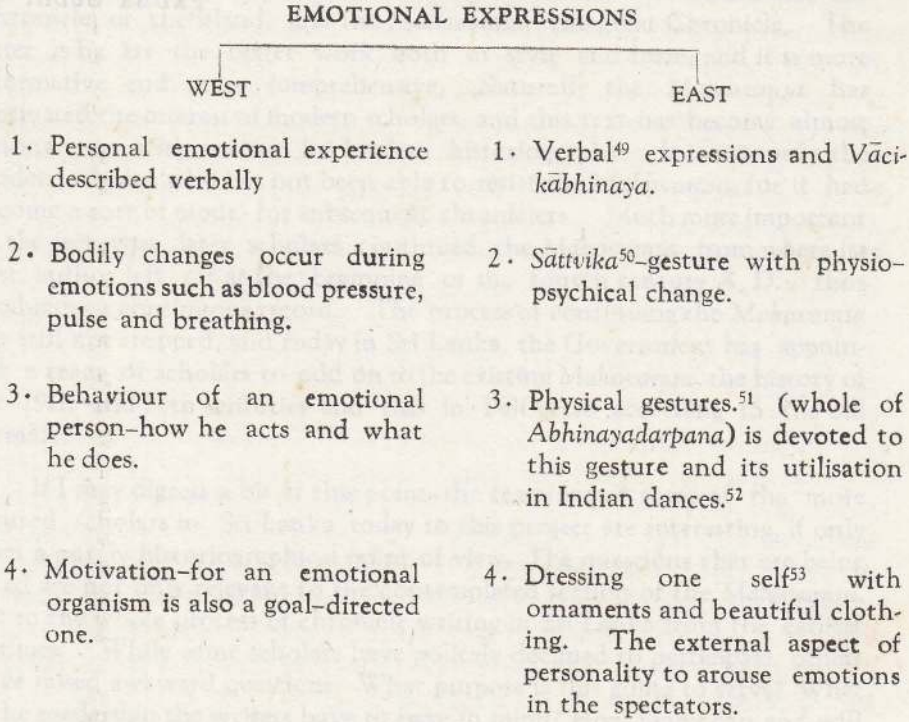 EMOTIONAL EXPRESSIONS
WEST
1. Personal emotional experience
described verbally
2. Bodily changes occur during
emotions such as blood pressure,
pulse and breathing.
3. Behaviour of an emotional
person–how he acts and what
he does.
4. Motivation–for an emotional
organism is also a goal–directed
one.
EAST
1. Verbal⁴⁹ expressions and Vāci-
kābhinaya.
2. Sāttvika⁵⁰–gesture with physio-
psychical change.
3. Physical gestures.⁵¹ (whole of
Abhinayadarpana) is devoted to
this gesture and its utilisation
in Indian dances.⁵²
4. Dressing one self⁵³ with
ornaments and beautiful cloth-
ing. The external aspect of
personality to arouse emotions
in the spectators.